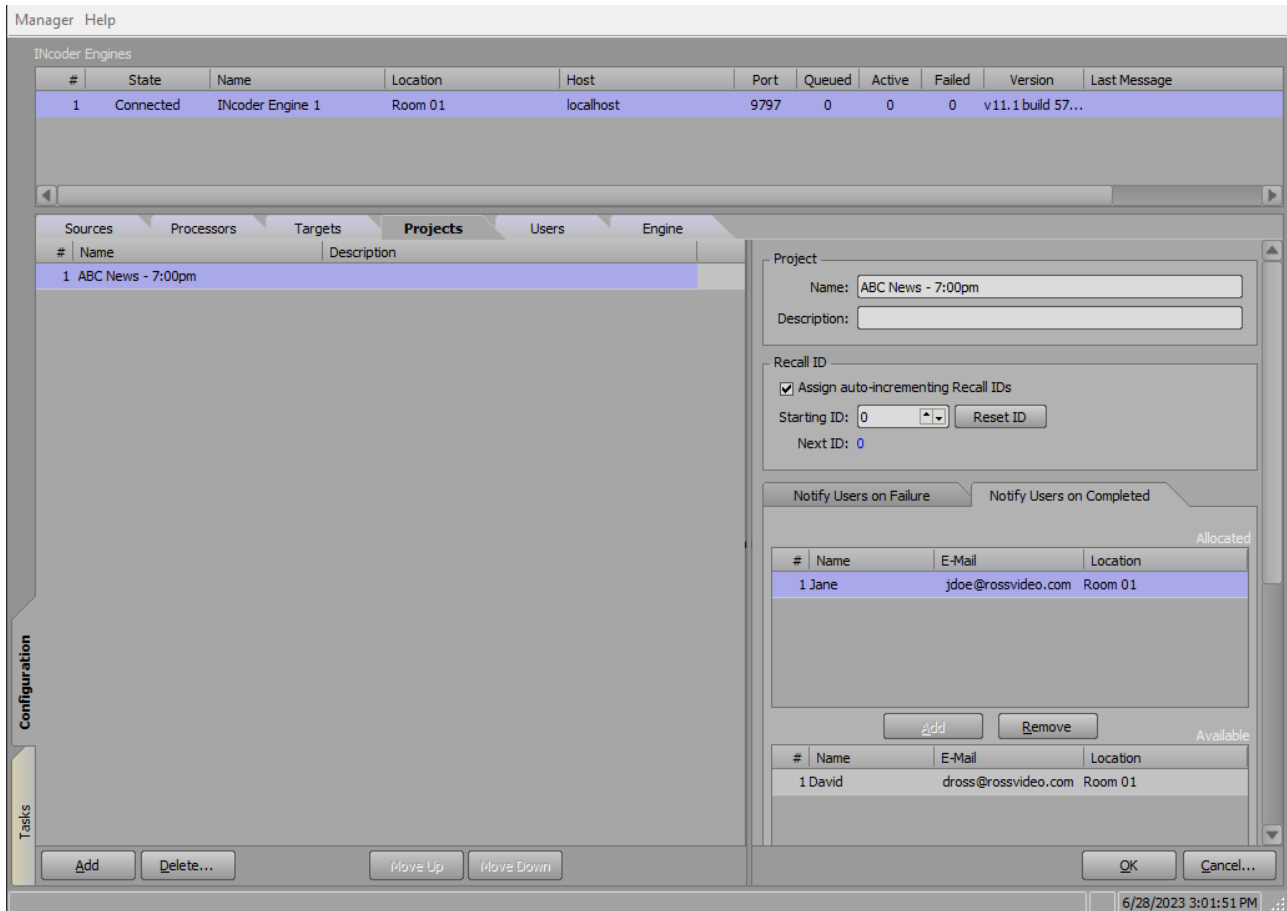 Manager Help
INcoder Engines
# State Name Location Host Port Queued Active Failed Version Last Message
1 Connected INcoder Engine 1 Room 01 localhost 9797 0 0 0 v11.1 build 57...
Sources Processors Targets Projects Users Engine
# Name Description
1 ABC News - 7:00pm
Project
Name: ABC News - 7:00pm
Description:
Recall ID
Assign auto-incrementing Recall IDs
Starting ID: 0 Reset ID
Next ID: 0
Notify Users on Failure Notify Users on Completed
Allocated
# Name E-Mail Location
1 Jane jdoe@rossvideo.com Room 01
Add Remove
Available
# Name E-Mail Location
1 David dross@rossvideo.com Room 01
Configuration
Tasks
Add Delete... Move Up Move Down OK Cancel...
6/28/2023 3:01:51 PM